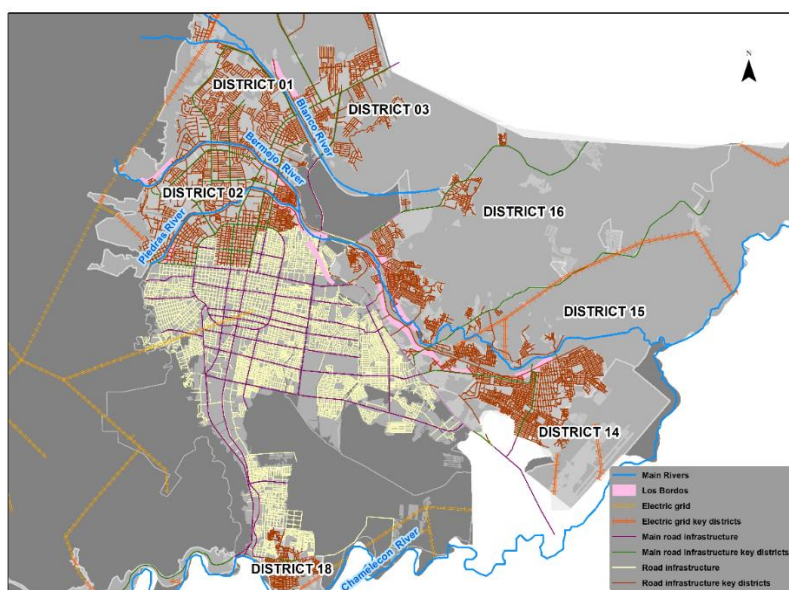 N
DISTRICT 01
DISTRICT 03
Blanco River
Bermejo River
DISTRICT 02
DISTRICT 16
Piedras River
DISTRICT 15
DISTRICT 14
Main Rivers
Los Bordos
Electric grid
Electric grid key districts
Main road infrastructure
Main road Infrastructure key districts
Road infrastructure
Road infrastructure key districts
Chamelecon River
DISTRICT 18